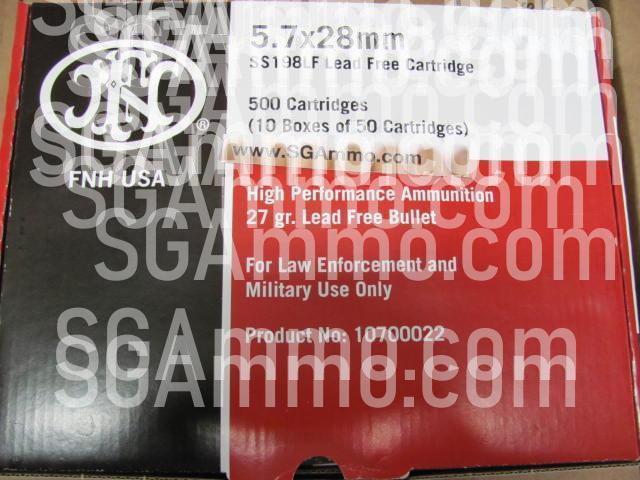 FN
®
FNH USA
5.7x28mm
SS198LF Lead Free Cartridge
500 Cartridges
(10 Boxes of 50 Cartridges)
www.SGAmmo.com
High Performance Ammunition
27 gr. Lead Free Bullet
For Law Enforcement and
Military Use Only
Product No: 10700022
SGAmmo.com
SGAmmo.com
SGAmmo.com
SGAmmo.com
SGAmmo.com